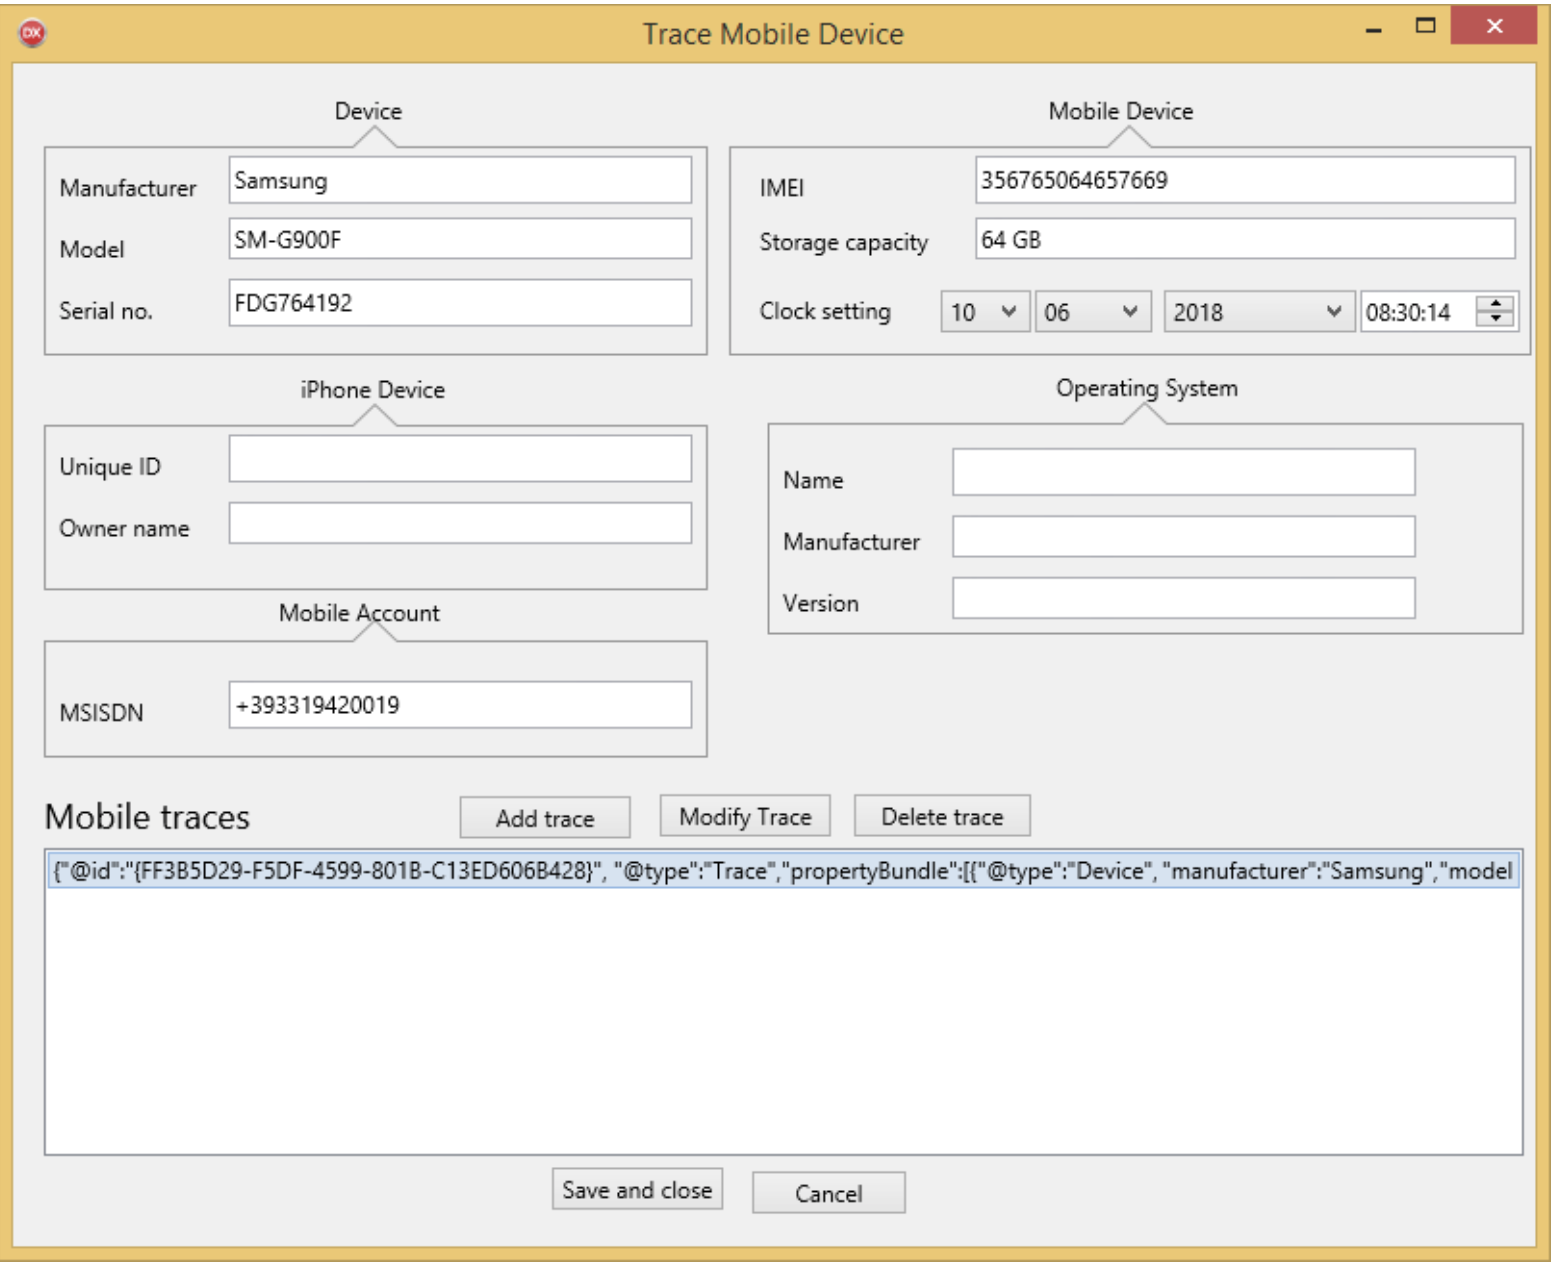 DX
Trace Mobile Device
Device
Manufacturer Samsung
Model SM-G900F
Serial no. FDG764192
Mobile Device
IMEI 356765064657669
Storage capacity 64 GB
Clock setting 10 06 2018 08:30:14
iPhone Device
Unique ID
Owner name
Operating System
Name
Manufacturer
Version
Mobile Account
MSISDN +393319420019
Mobile traces Add trace Modify Trace Delete trace
{"@id":"{FF3B5D29-F5DF-4599-801B-C13ED606B428}", "@type":"Trace","propertyBundle":[{"@type":"Device", "manufacturer":"Samsung","model
Save and close Cancel